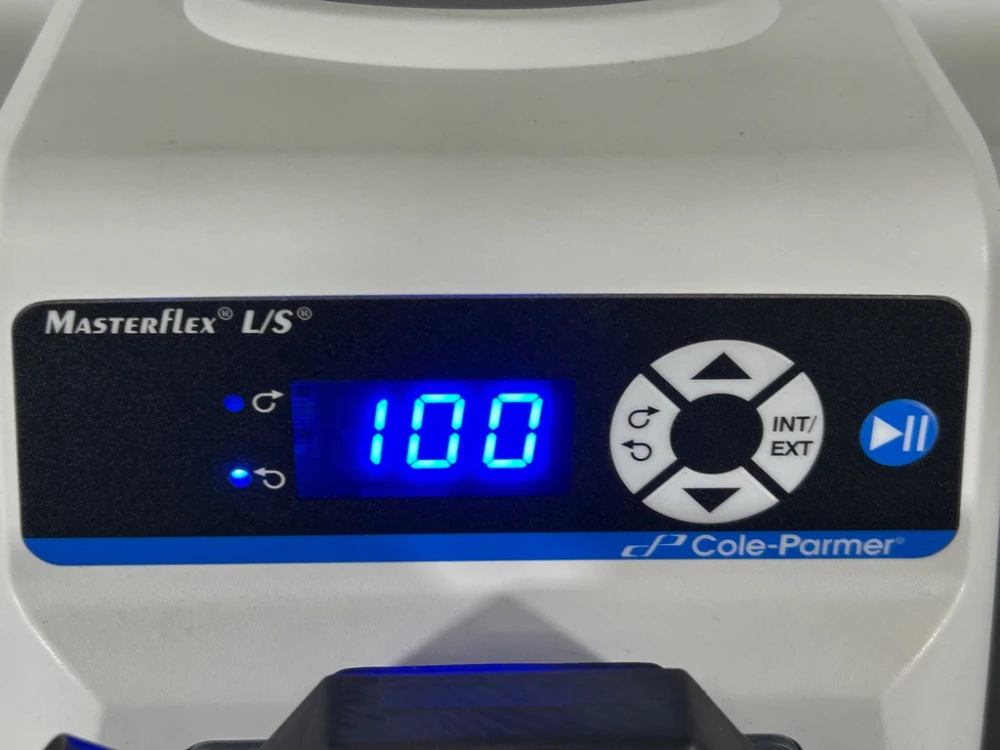 MASTERFLEX® L/S®
100
INT/
EXT
Cole-Parmer®